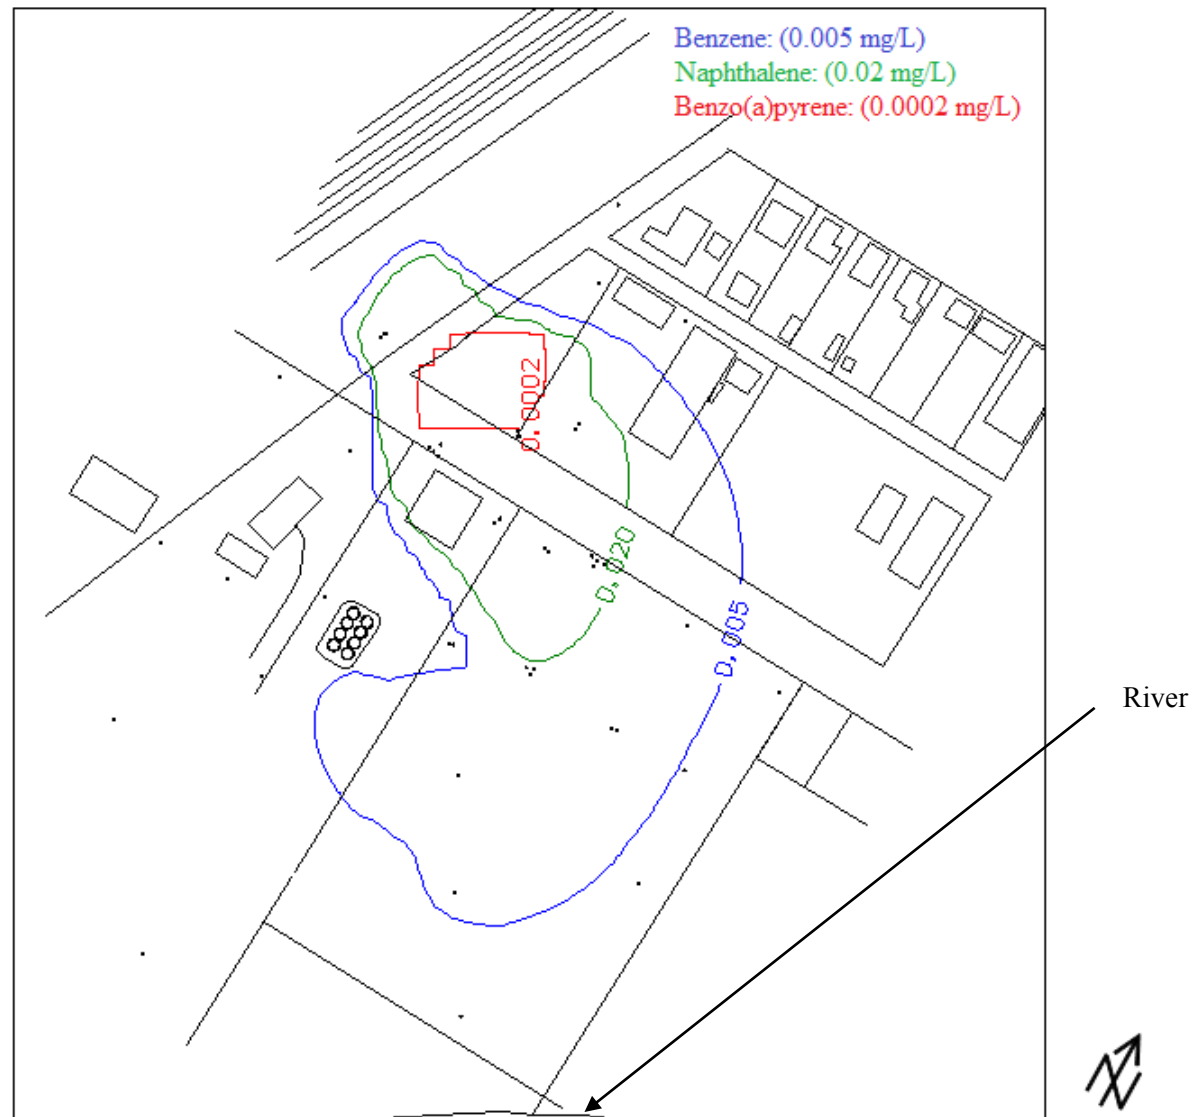 Benzene: (0.005 mg/L)
Naphthalene: (0.02 mg/L)
Benzo(a)pyrene: (0.0002 mg/L)
0.0002
0.020
0.005
River
N